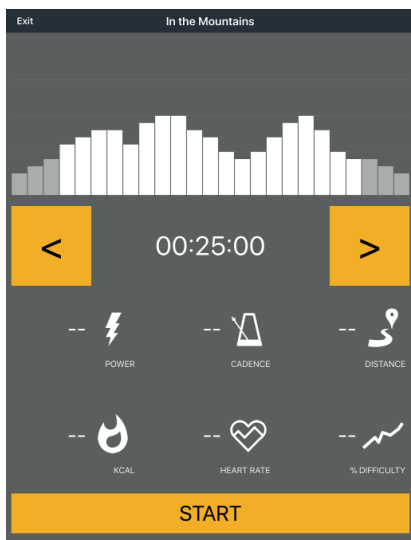 Exit In the Mountains
< 00:25:00 >
-- -- --
POWER CADENCE DISTANCE
-- -- --
KCAL HEART RATE % DIFFICULTY
START